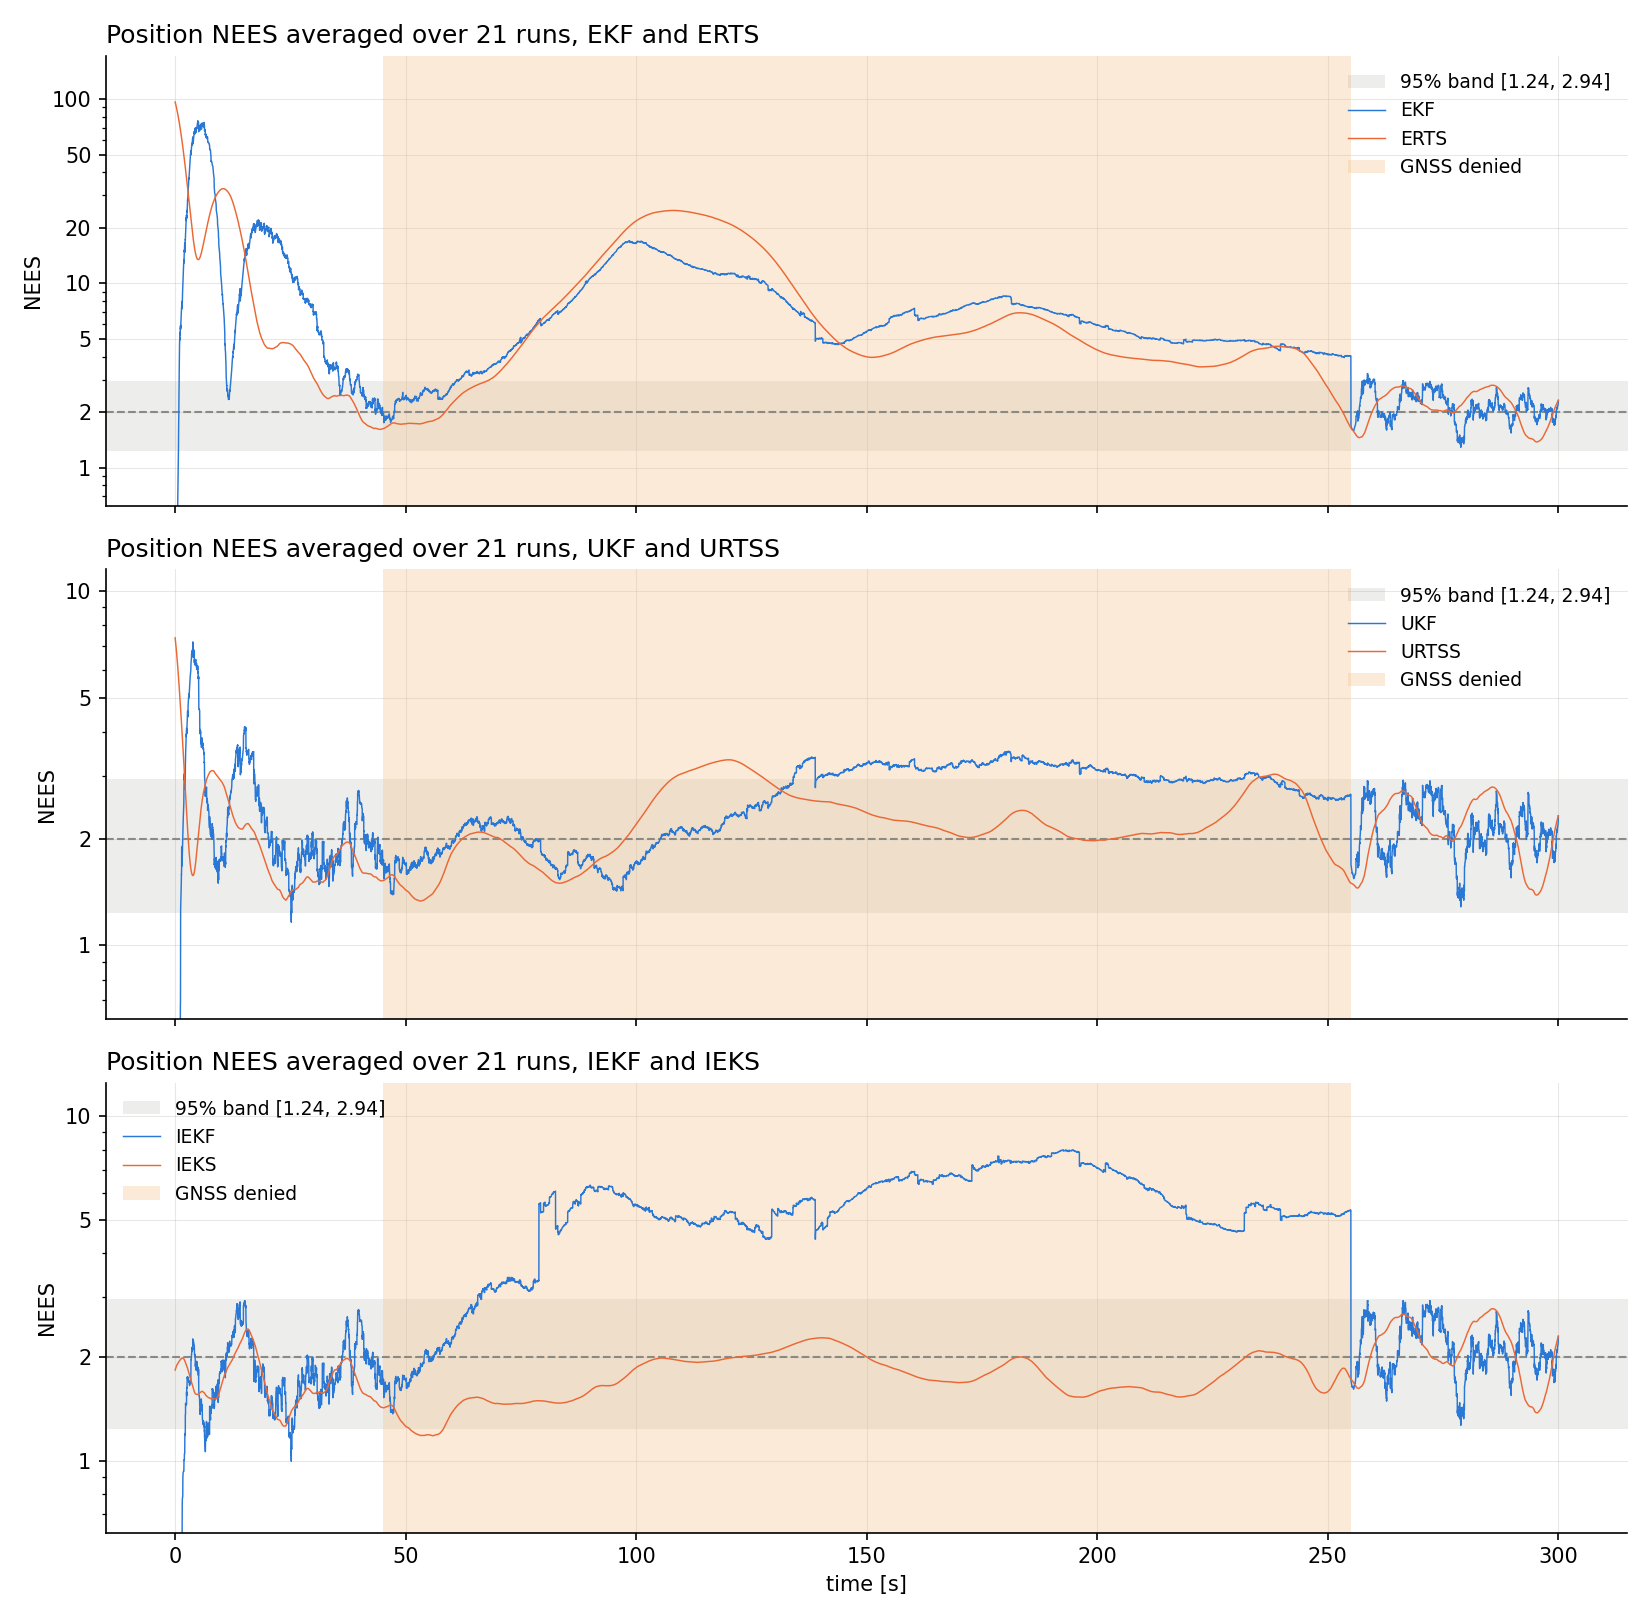 Position NEES averaged over 21 runs, EKF and ERTS
100
50
20
10
5
2
1
NEES
95% band [1.24, 2.94]
EKF
ERTS
GNSS denied
Position NEES averaged over 21 runs, UKF and URTSS
10
5
2
1
NEES
95% band [1.24, 2.94]
UKF
URTSS
GNSS denied
Position NEES averaged over 21 runs, IEKF and IEKS
10
5
2
1
NEES
95% band [1.24, 2.94]
IEKF
IEKS
GNSS denied
0 50 100 150 200 250 300
time [s]